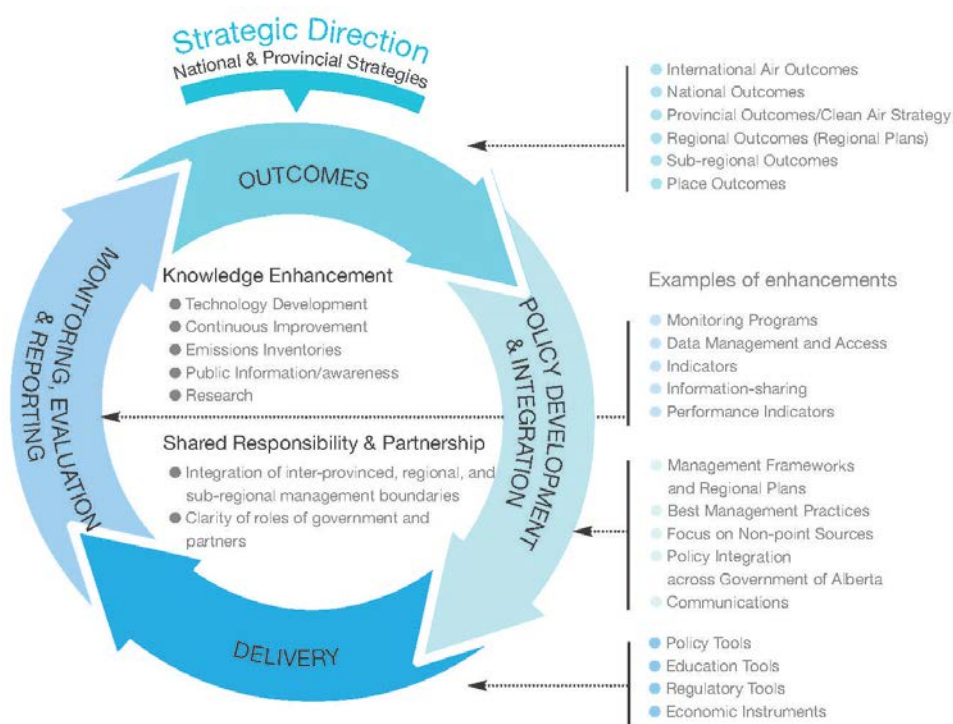 Strategic Direction
National & Provincial Strategies
OUTCOMES
International Air Outcomes
National Outcomes
Provincial Outcomes/Clean Air Strategy
Regional Outcomes (Regional Plans)
Sub-regional Outcomes
Place Outcomes
MONITORING, EVALUATION
& REPORTING
Knowledge Enhancement
Technology Development
Continuous Improvement
Emissions Inventories
Public Information/awareness
Research
Shared Responsibility & Partnership
Integration of inter-provinced, regional, and
sub-regional management boundaries
Clarity of roles of government and
partners
POLICY DEVELOPMENT
& INTEGRATION
Examples of enhancements
Monitoring Programs
Data Management and Access
Indicators
Information-sharing
Performance Indicators
Management Frameworks
and Regional Plans
Best Management Practices
Focus on Non-point Sources
Policy Integration
across Government of Alberta
Communications
DELIVERY
Policy Tools
Education Tools
Regulatory Tools
Economic Instruments